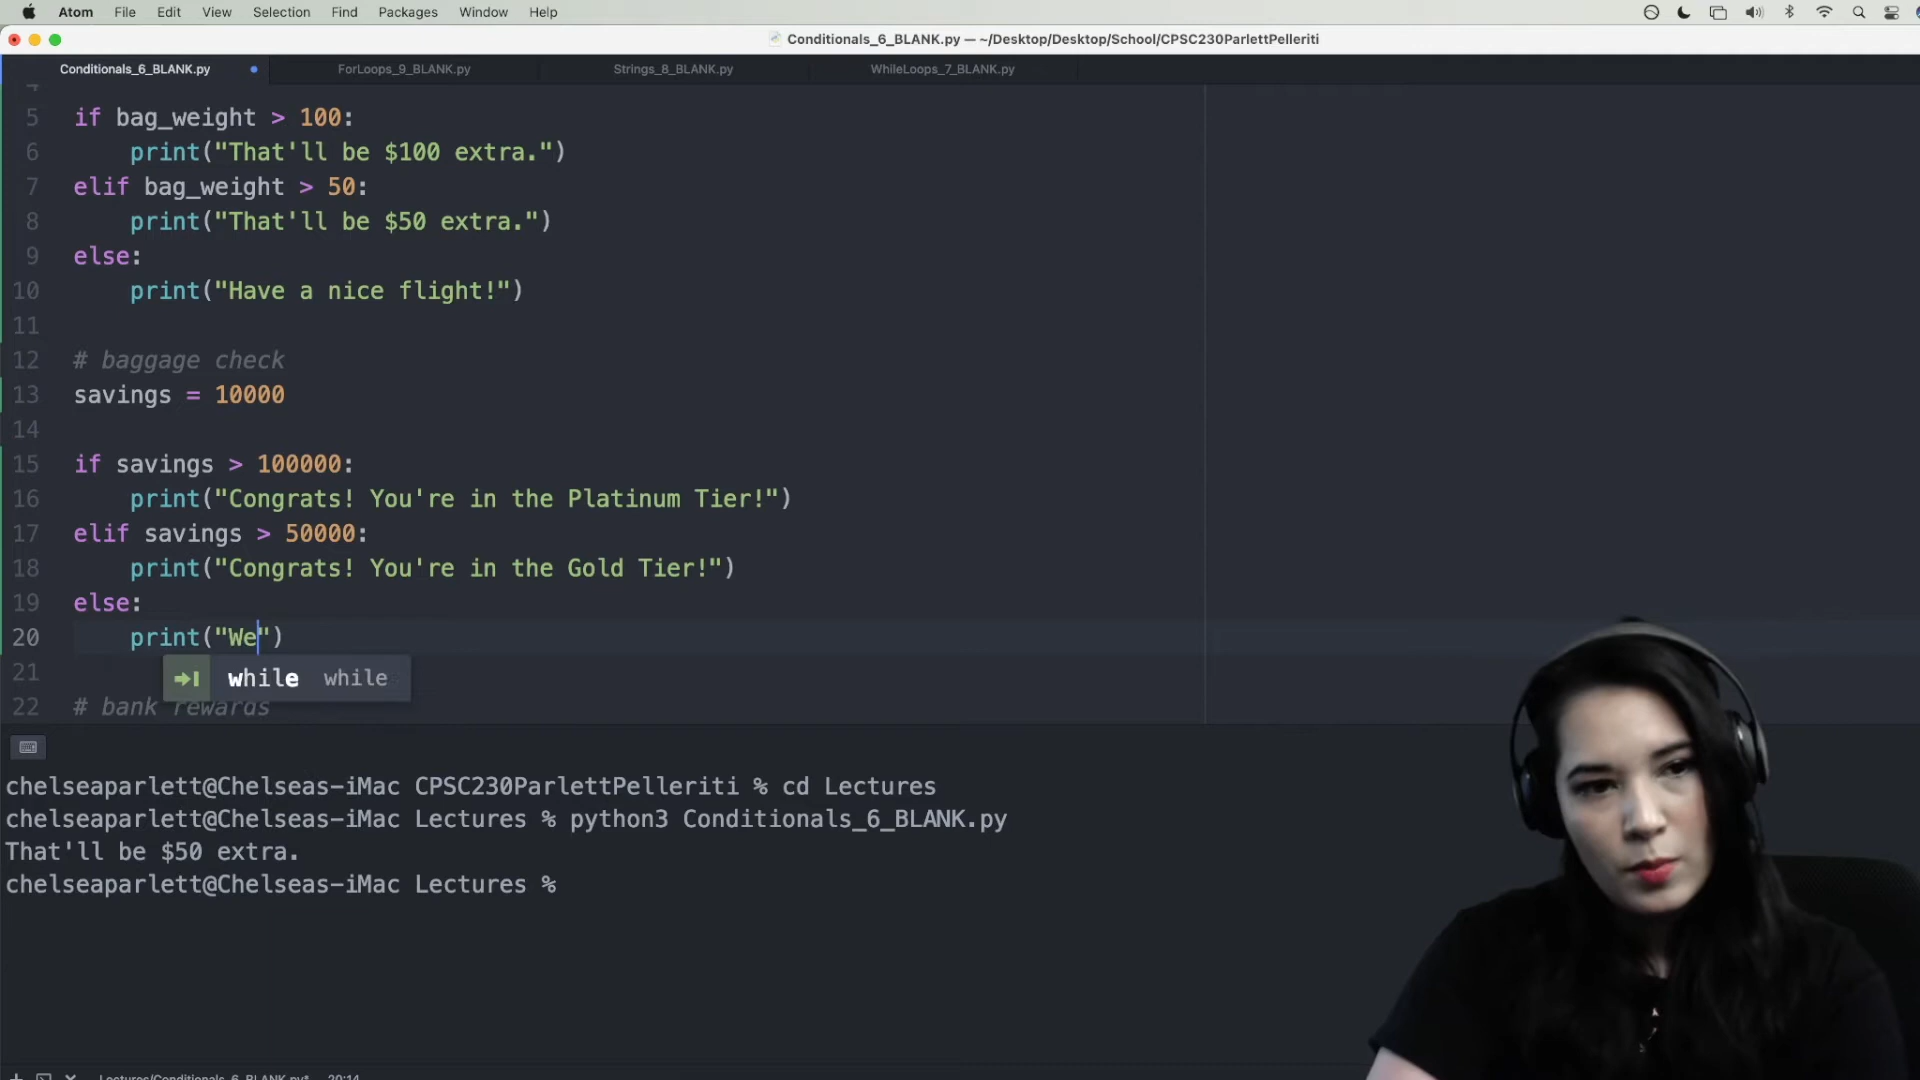 Atom File Edit View Selection Find Packages Window Help
Conditionals_6_BLANK.py — ~/Desktop/Desktop/School/CPSC230ParlettPelleriti
Conditionals_6_BLANK.py ForLoops_9_BLANK.py Strings_8_BLANK.py WhileLoops_7_BLANK.py
4
5 if bag_weight > 100:
6 print("That'll be $100 extra.")
7 elif bag_weight > 50:
8 print("That'll be $50 extra.")
9 else:
10 print("Have a nice flight!")
11
12 # baggage check
13 savings = 10000
14
15 if savings > 100000:
16 print("Congrats! You're in the Platinum Tier!")
17 elif savings > 50000:
18 print("Congrats! You're in the Gold Tier!")
19 else:
20 print("We")
21 while while
22 # bank rewards
chelseaparlett@Chelseas-iMac CPSC230ParlettPelleriti % cd Lectures
chelseaparlett@Chelseas-iMac Lectures % python3 Conditionals_6_BLANK.py
That'll be $50 extra.
chelseaparlett@Chelseas-iMac Lectures %
Lectures/Conditionals_6_BLANK.py* 20:14